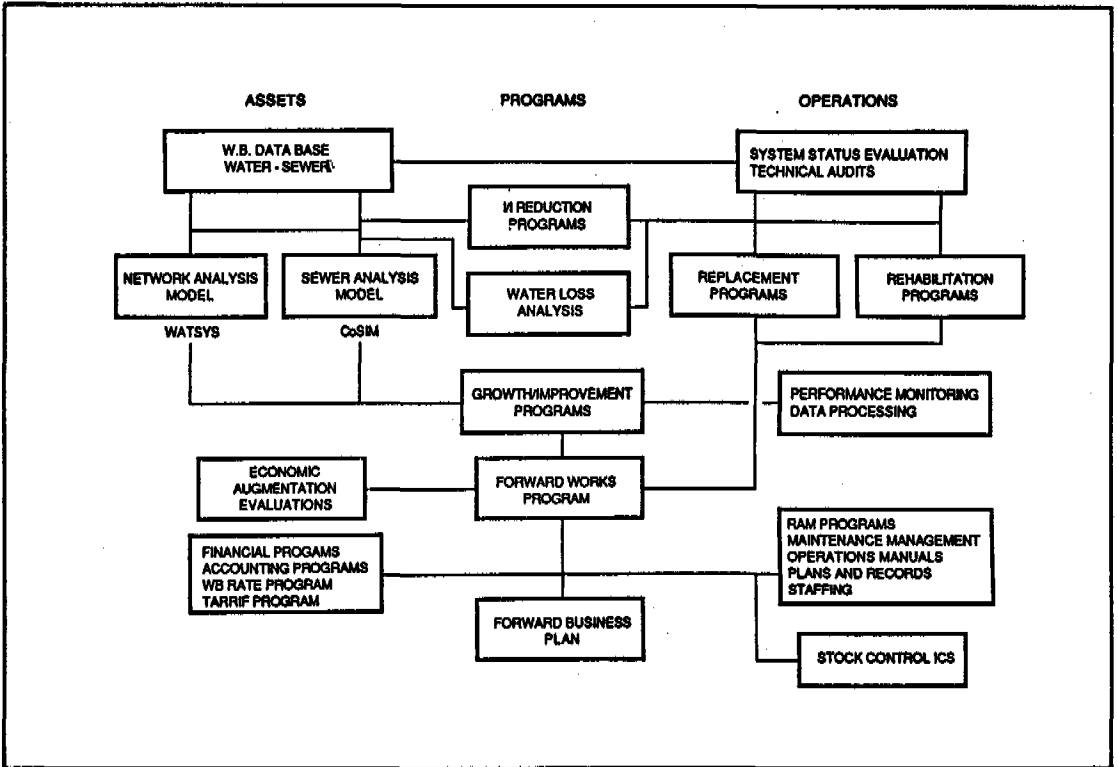 ASSETS
PROGRAMS
OPERATIONS
W.B. DATA BASE
WATER - SEWER
SYSTEM STATUS EVALUATION
TECHNICAL AUDITS
I/I REDUCTION
PROGRAMS
NETWORK ANALYSIS
MODEL
SEWER ANALYSIS
MODEL
WATER LOSS
ANALYSIS
REPLACEMENT
PROGRAMS
REHABILITATION
PROGRAMS
WATSYS
CoSIM
GROWTH/IMPROVEMENT
PROGRAMS
PERFORMANCE MONITORING
DATA PROCESSING
ECONOMIC
AUGMENTATION
EVALUATIONS
FORWARD WORKS
PROGRAM
FINANCIAL PROGAMS
ACCOUNTING PROGRAMS
WB RATE PROGRAM
TARRIF PROGRAM
RAM PROGRAMS
MAINTENANCE MANAGEMENT
OPERATIONS MANUALS
PLANS AND RECORDS
STAFFING
FORWARD BUSINESS
PLAN
STOCK CONTROL ICS